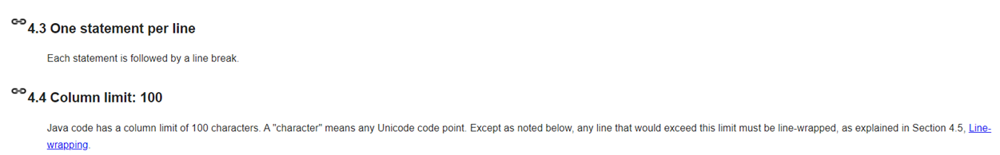 4.3 One statement per line
Each statement is followed by a line break.
4.4 Column limit: 100
Java code has a column limit of 100 characters. A "character" means any Unicode code point. Except as noted below, any line that would exceed this limit must be line-wrapped, as explained in Section 4.5, Line-
wrapping.